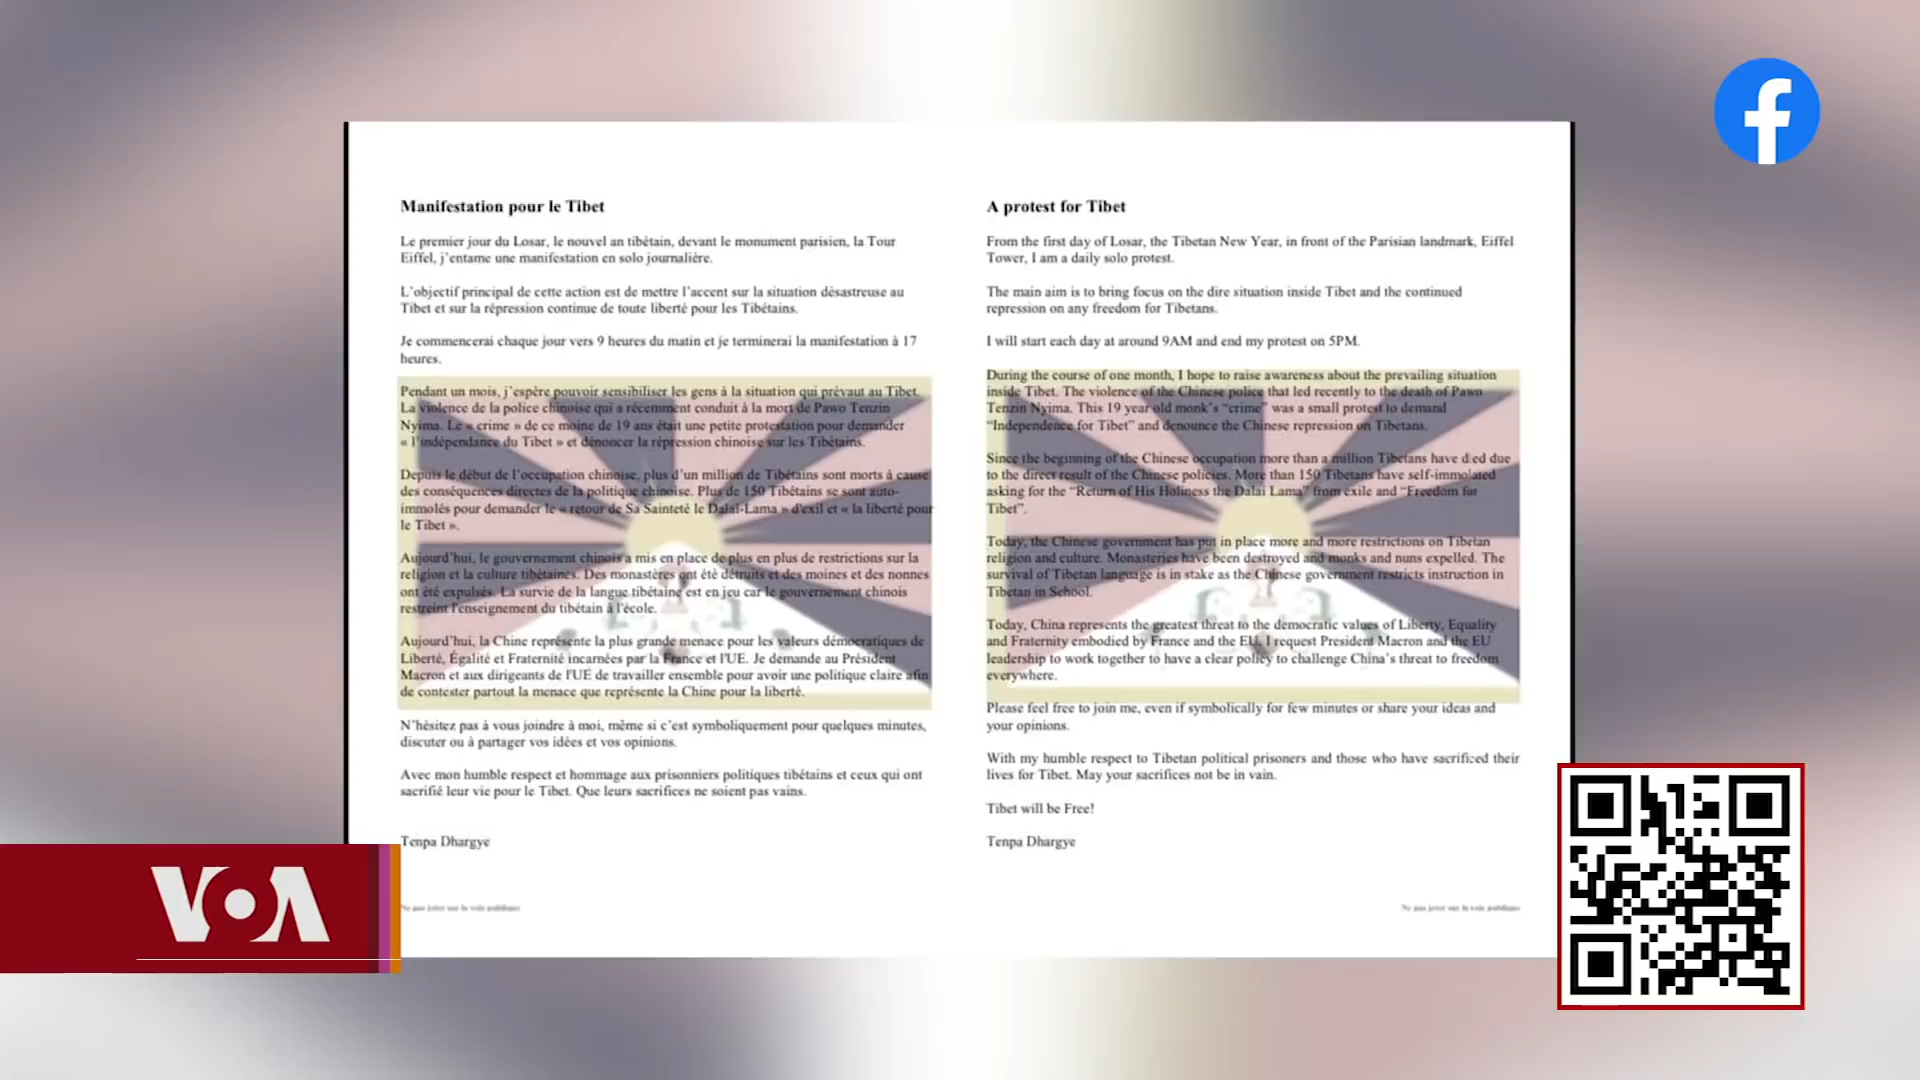 Manifestation pour le Tibet
Le premier jour du Losar, le nouvel an tibétain, devant le monument parisien, la Tour
Eiffel, j'entame une manifestation en solo journalière.
L'objectif principal de cette action est de mettre l'accent sur la situation désastreuse au
Tibet et sur la répression continue de toute liberté pour les Tibétains.
Je commencerai chaque jour vers 9 heures du matin et je terminerai la manifestation à 17
heures.
Pendant un mois, j'espère pouvoir sensibiliser les gens à la situation qui prévaut au Tibet.
La violence de la police chinoise qui a récemment conduit à la mort de Pawo Tenzin
Nyima. Le « crime » de ce moine de 19 ans était une petite protestation pour demander
« l'indépendance du Tibet » et dénoncer la répression chinoise sur les Tibétains.
Depuis le début de l'occupation chinoise, plus d'un million de Tibétains sont morts à cause
des conséquences directes de la politique chinoise. Plus de 150 Tibétains se sont auto-
immolés pour demander le « retour de Sa Sainteté le Dalaï-Lama » d'exil et « la liberté pour
le Tibet ».
Aujourd'hui, le gouvernement chinois a mis en place de plus en plus de restrictions sur la
religion et la culture tibétaines. Des monastères ont été détruits et des moines et des nonnes
ont été expulsés. La survie de la langue tibétaine est en jeu car le gouvernement chinois
restreint l'enseignement du tibétain à l'école.
Aujourd'hui, la Chine représente la plus grande menace pour les valeurs démocratiques de
Liberté, Égalité et Fraternité incarnées par la France et l'UE. Je demande au Président
Macron et aux dirigeants de l'UE de travailler ensemble pour avoir une politique claire afin
de contester partout la menace que représente la Chine pour la liberté.
N'hésitez pas à vous joindre à moi, même si c'est symboliquement pour quelques minutes,
discuter ou à partager vos idées et vos opinions.
Avec mon humble respect et hommage aux prisonniers politiques tibétains et ceux qui ont
sacrifié leur vie pour le Tibet. Que leurs sacrifices ne soient pas vains.
Tenpa Dhargye
Ne pas jeter sur la voie publique
A protest for Tibet
From the first day of Losar, the Tibetan New Year, in front of the Parisian landmark, Eiffel
Tower, I am a daily solo protest.
The main aim is to bring focus on the dire situation inside Tibet and the continued
repression on any freedom for Tibetans.
I will start each day at around 9AM and end my protest on 5PM.
During the course of one month, I hope to raise awareness about the prevailing situation
inside Tibet. The violence of the Chinese police that led recently to the death of Pawo
Tenzin Nyima. This 19 year old monk's “crime” was a small protest to demand
“Independence for Tibet” and denounce the Chinese repression on Tibetans.
Since the beginning of the Chinese occupation more than a million Tibetans have died due
to the direct result of the Chinese policies. More than 150 Tibetans have self-immolated
asking for the “Return of His Holiness the Dalai Lama” from exile and “Freedom for
Tibet”.
Today, the Chinese government has put in place more and more restrictions on Tibetan
religion and culture. Monasteries have been destroyed and monks and nuns expelled. The
survival of Tibetan language is in stake as the Chinese government restricts instruction in
Tibetan in School.
Today, China represents the greatest threat to the democratic values of Liberty, Equality
and Fraternity embodied by France and the EU. I request President Macron and the EU
leadership to work together to have a clear policy to challenge China's threat to freedom
everywhere.
Please feel free to join me, even if symbolically for few minutes or share your ideas and
your opinions.
With my humble respect to Tibetan political prisoners and those who have sacrificed their
lives for Tibet. May your sacrifices not be in vain.
Tibet will be Free!
Tenpa Dhargye
Ne pas jeter sur la voie publique
VOA